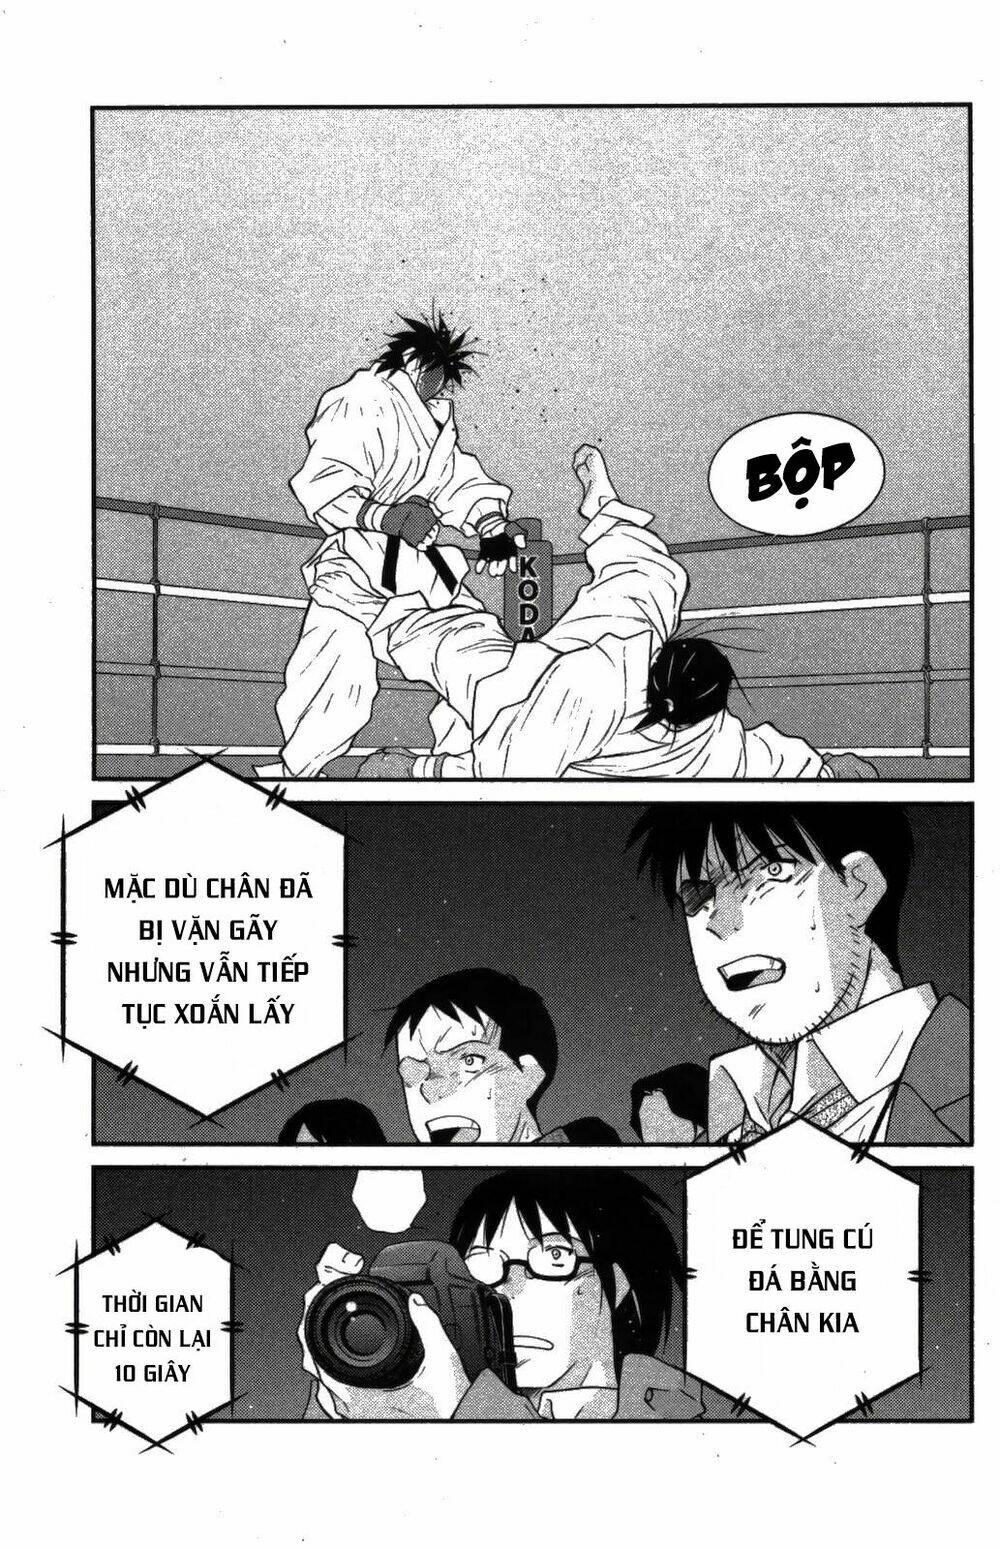 BỘP
KODA
MẶC DÙ CHÂN ĐÃ
BỊ VẶN GÃY
NHƯNG VẪN TIẾP
TỤC XOẮN LẤY
ĐỂ TUNG CÚ
ĐÁ BẰNG
CHÂN KIA
THỜI GIAN
CHỈ CÒN LẠI
10 GIÂY